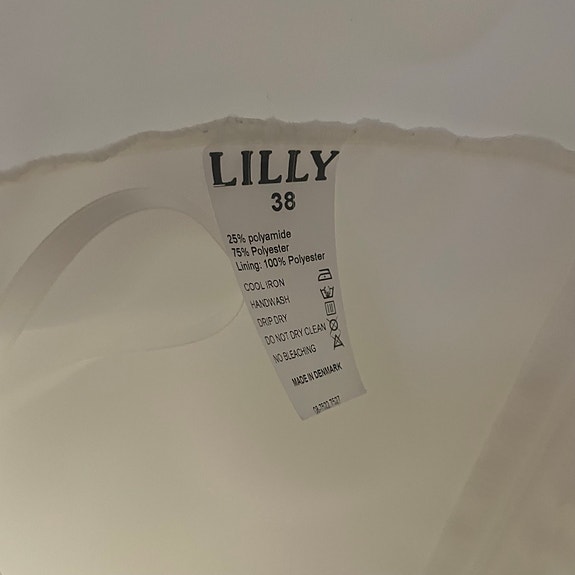 LILLY
38
25% polyamide
75% Polyester
Lining: 100% Polyester
COOL IRON
HANDWASH
DRIP DRY
DO NOT DRY CLEAN
NO BLEACHING
MADE IN DENMARK